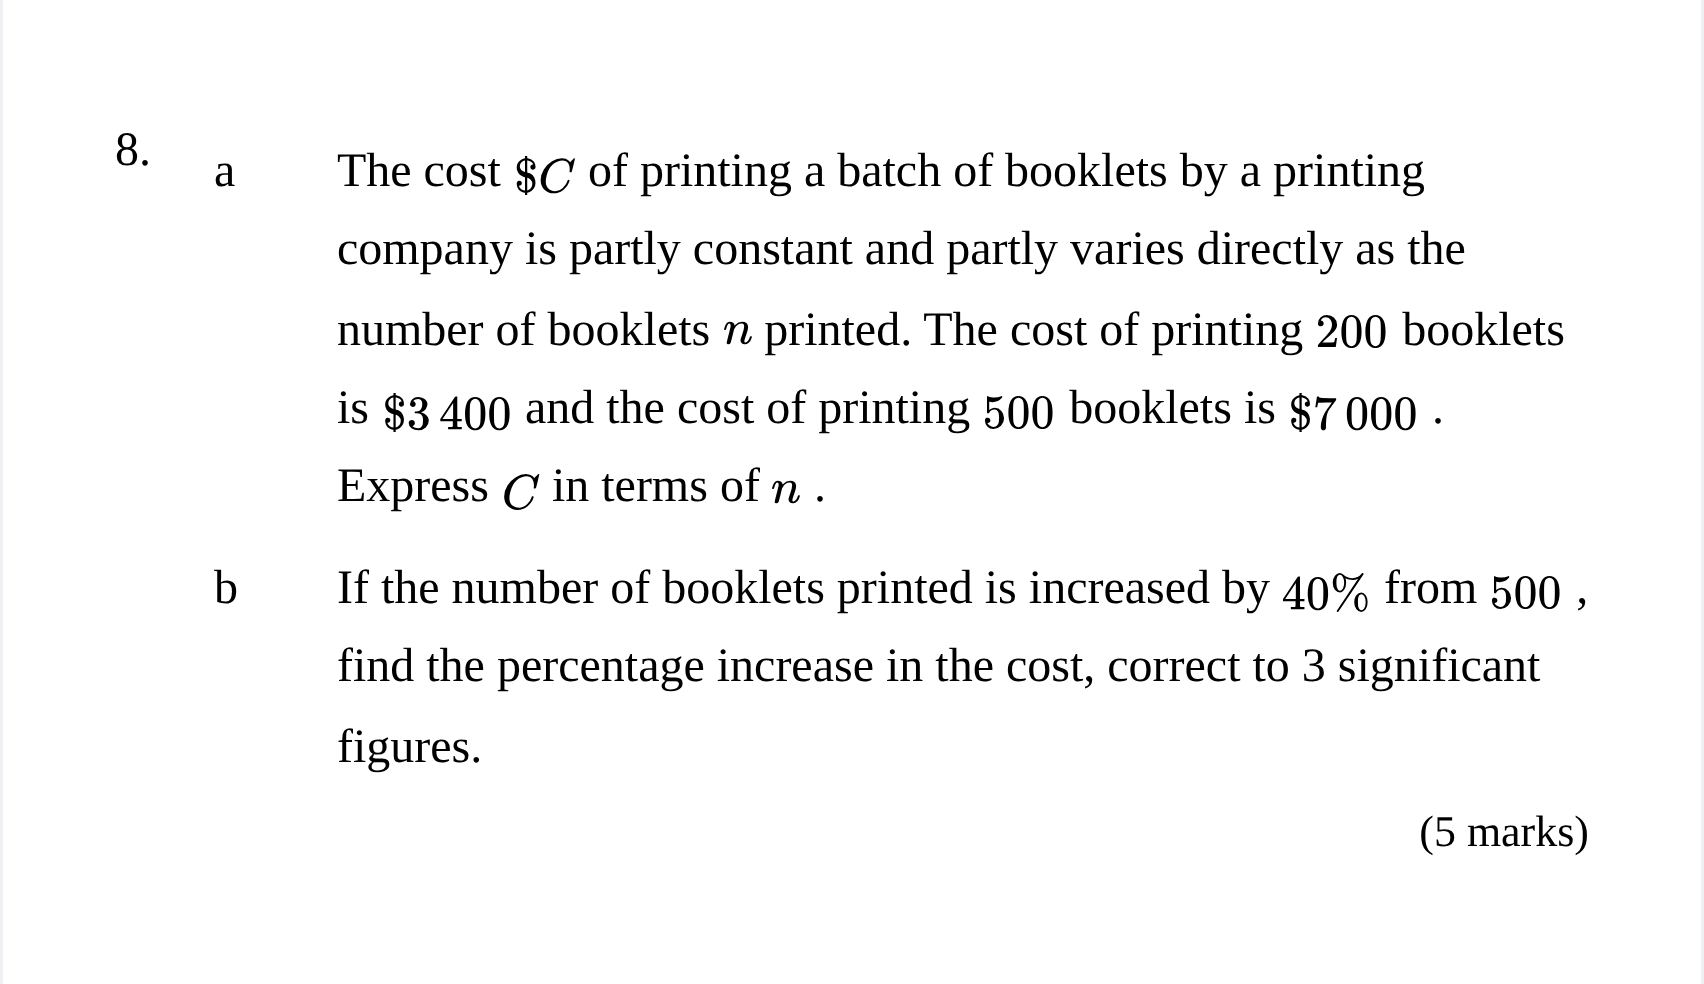 8. a The cost $C of printing a batch of booklets by a printing
company is partly constant and partly varies directly as the
number of booklets n printed. The cost of printing 200 booklets
is $3 400 and the cost of printing 500 booklets is $7 000 .
Express C in terms of n .
b If the number of booklets printed is increased by 40% from 500 ,
find the percentage increase in the cost, correct to 3 significant
figures.
(5 marks)